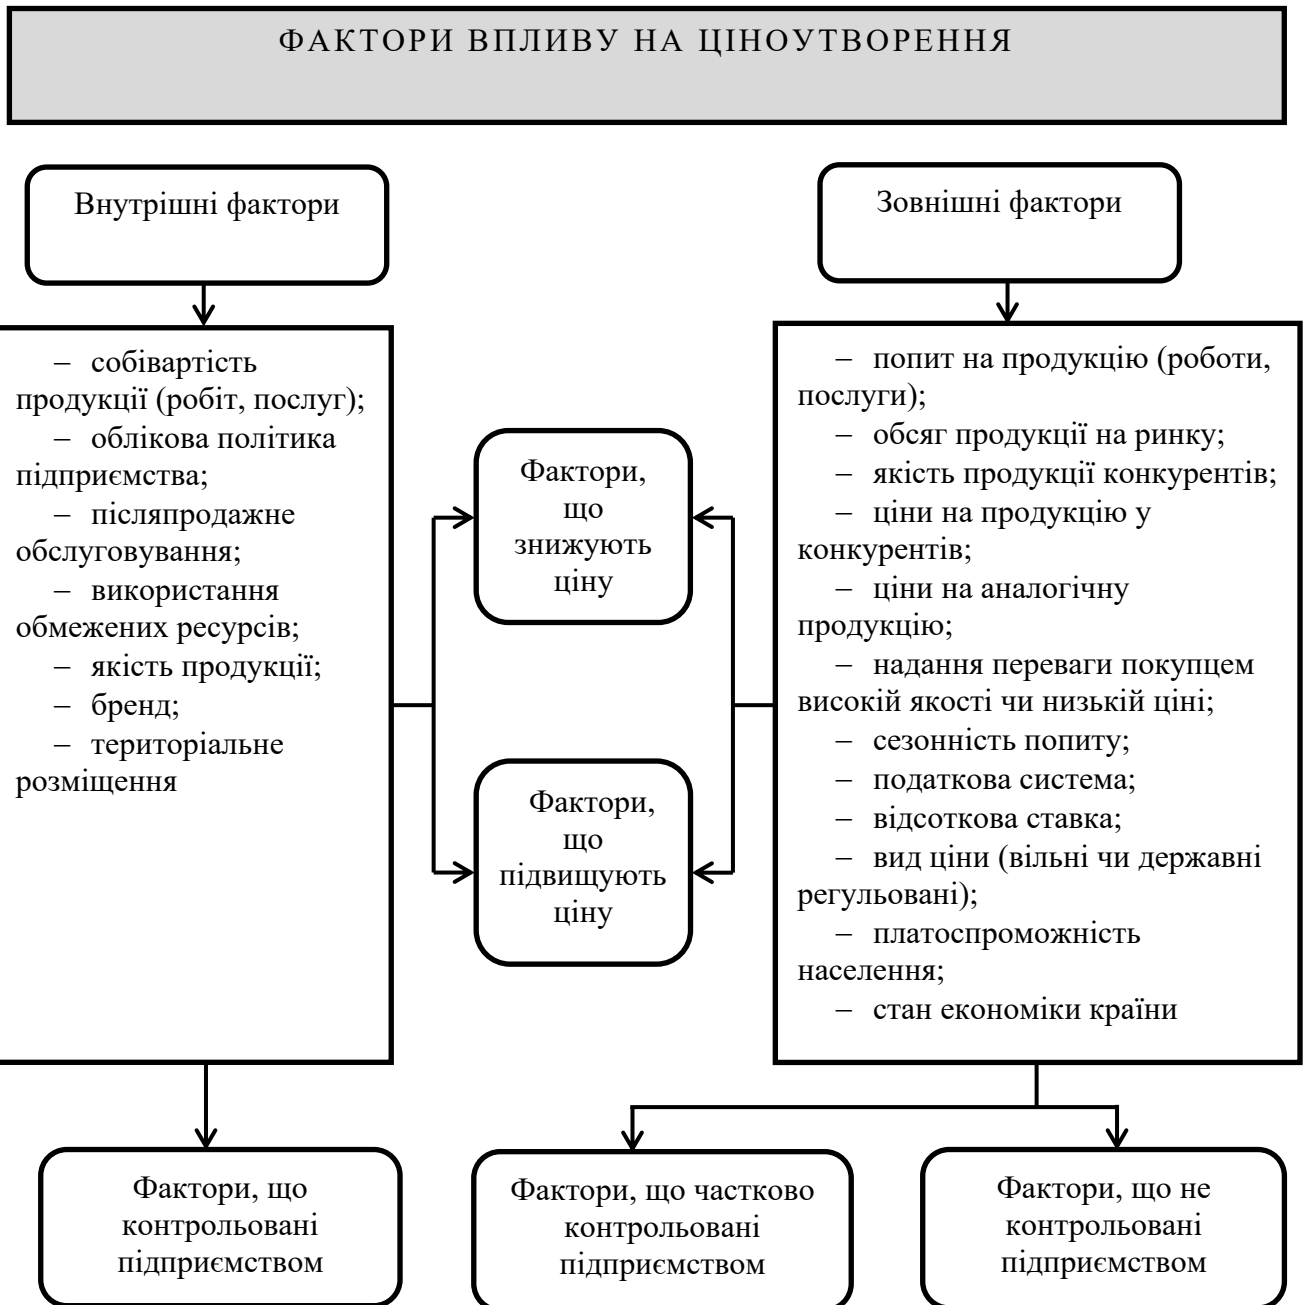 ФАКТОРИ ВПЛИВУ НА ЦІНОУТВОРЕННЯ
Внутрішні фактори
Зовнішні фактори
– собівартість
продукції (робіт, послуг);
– облікова політика
підприємства;
– післяпродажне
обслуговування;
– використання
обмежених ресурсів;
– якість продукції;
– бренд;
– територіальне
розміщення
Фактори,
що
знижують
ціну
Фактори,
що
підвищують
ціну
– попит на продукцію (роботи,
послуги);
– обсяг продукції на ринку;
– якість продукції конкурентів;
– ціни на продукцію у
конкурентів;
– ціни на аналогічну
продукцію;
– надання переваги покупцем
високій якості чи низькій ціні;
– сезонність попиту;
– податкова система;
– відсоткова ставка;
– вид ціни (вільні чи державні
регульовані);
– платоспроможність
населення;
– стан економіки країни
Фактори, що
контрольовані
підприємством
Фактори, що частково
контрольовані
підприємством
Фактори, що не
контрольовані
підприємством